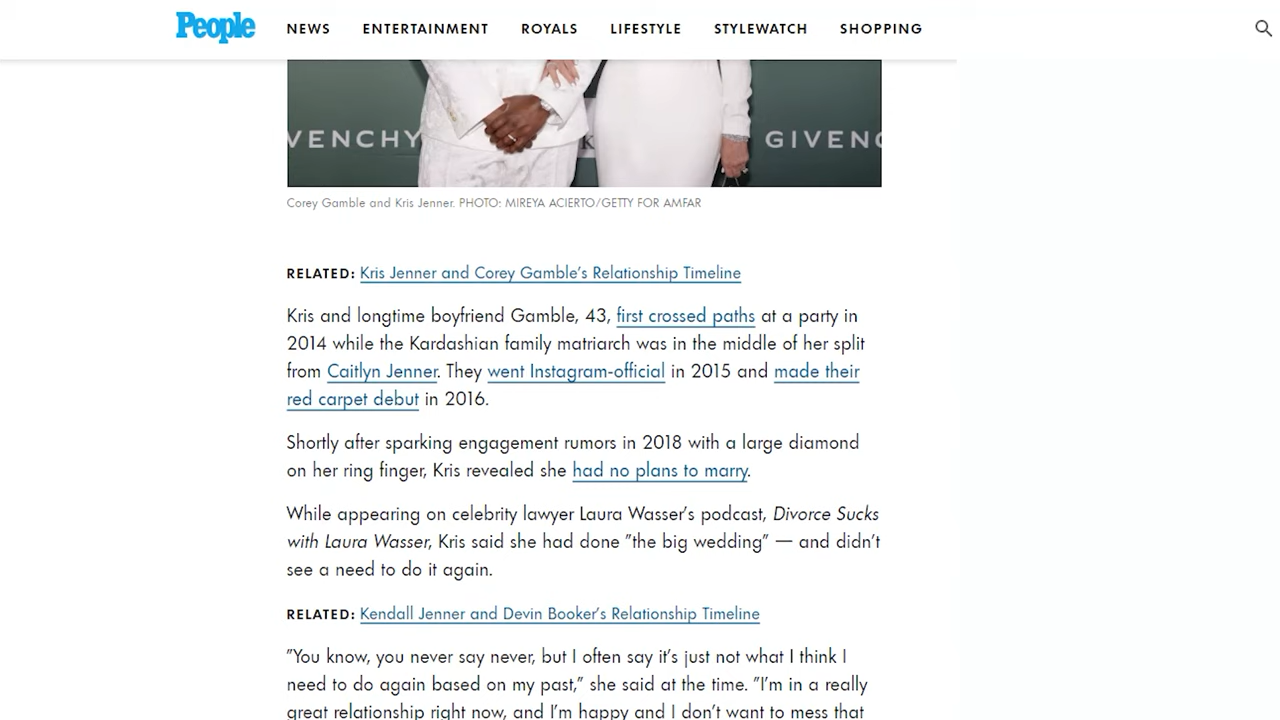 People NEWS ENTERTAINMENT ROYALS LIFESTYLE STYLEWATCH SHOPPING
VENCHY K GIVENC
Corey Gamble and Kris Jenner. PHOTO: MIREYA ACIERTO/GETTY FOR AMFAR
RELATED: Kris Jenner and Corey Gamble's Relationship Timeline
Kris and longtime boyfriend Gamble, 43, first crossed paths at a party in
2014 while the Kardashian family matriarch was in the middle of her split
from Caitlyn Jenner. They went Instagram-official in 2015 and made their
red carpet debut in 2016.
Shortly after sparking engagement rumors in 2018 with a large diamond
on her ring finger, Kris revealed she had no plans to marry.
While appearing on celebrity lawyer Laura Wasser's podcast, Divorce Sucks
with Laura Wasser, Kris said she had done "the big wedding" — and didn't
see a need to do it again.
RELATED: Kendall Jenner and Devin Booker's Relationship Timeline
"You know, you never say never, but I often say it's just not what I think I
need to do again based on my past," she said at the time. "I'm in a really
great relationship right now, and I'm happy and I don't want to mess that